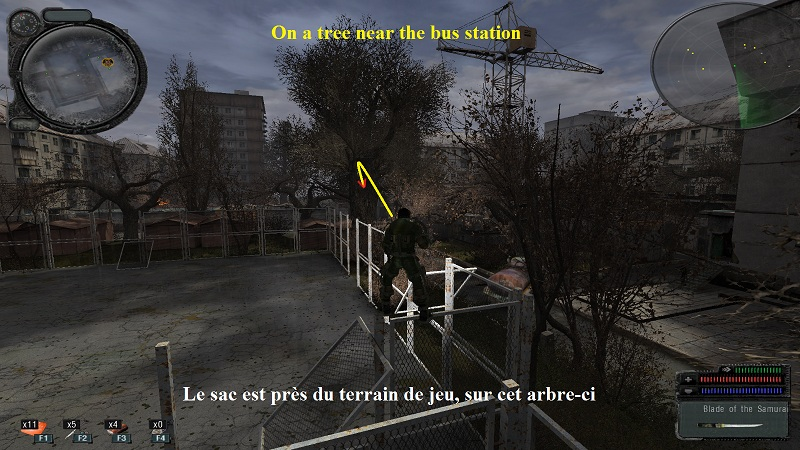 On a tree near the bus station
Le sac est près du terrain de jeu, sur cet arbre-ci
Blade of the Samurai
x11 x5 x4 x0
F1 F2 F3 F4